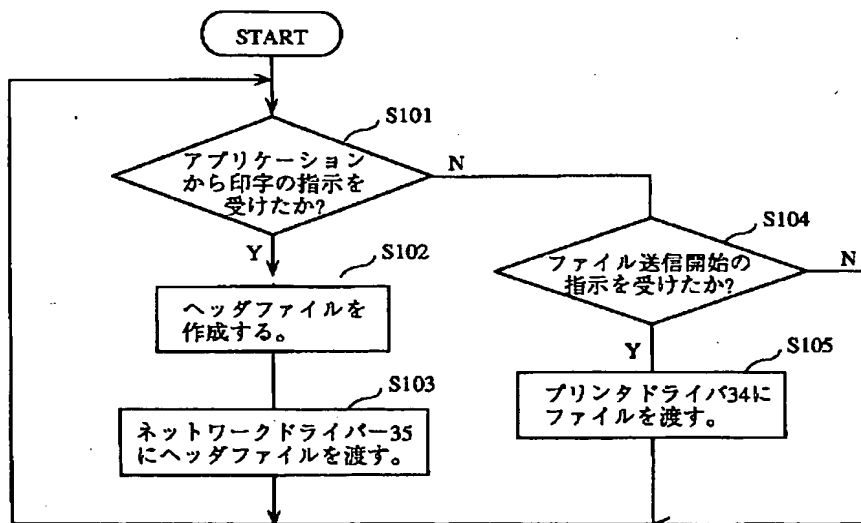 START
S101
アプリケーション
から印字の指示を
受けたか?
N
Y
S102
ヘッダファイルを
作成する。
S103
ネットワークドライバー35
にヘッダファイルを渡す。
S104
ファイル送信開始の
指示を受けたか?
N
Y
S105
プリンタドライバ34に
ファイルを渡す。